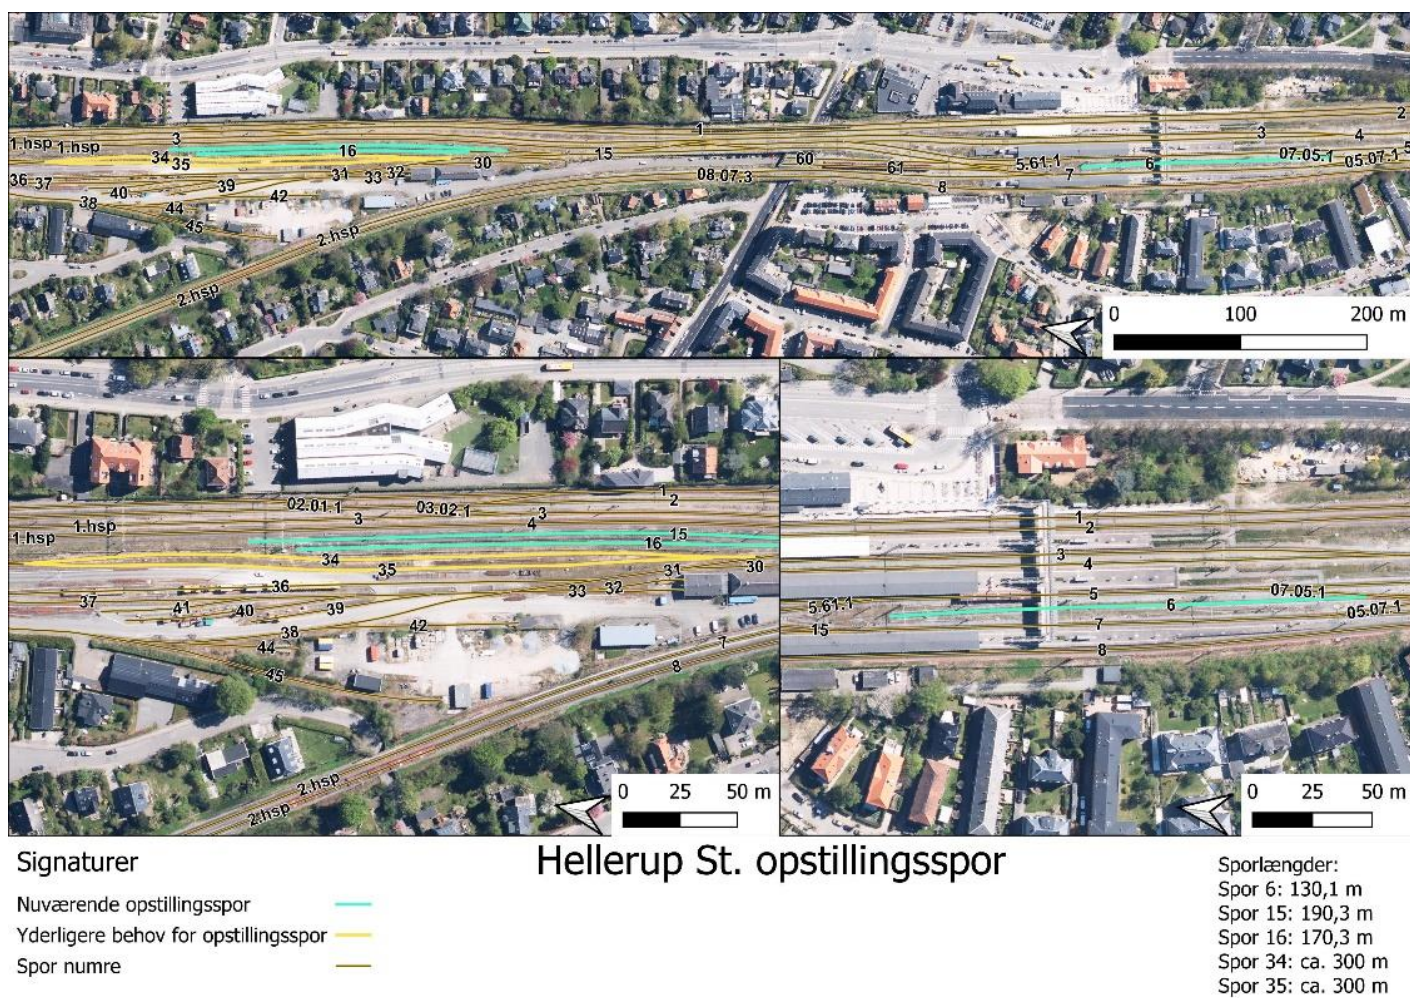 1 2
1.hsp 1.hsp 3 3 4
34 16 15 5
35 30 60 5.61.1 6 07.05.1 05.07.1
36 37 40 39 31 33 32 08.07.3 61 7
38 44 42 8
45
2.hsp
2.hsp
0 100 200 m
02.01.1 03.02.1 1 2
1.hsp 3 3
1.hsp 4 15
34 16
35 31 30
36 33 32
37 41 40 39
38 42
44
45 8 7
2.hsp
2.hsp
0 25 50 m
1
2
3
4
5 07.05.1
5.61.1 6 05.07.1
15 7
8
0 25 50 m
Hellerup St. opstillingsspor
Signaturer
Nuværende opstillingsspor
Yderligere behov for opstillingsspor
Spor numre
Sporlængder:
Spor 6: 130,1 m
Spor 15: 190,3 m
Spor 16: 170,3 m
Spor 34: ca. 300 m
Spor 35: ca. 300 m